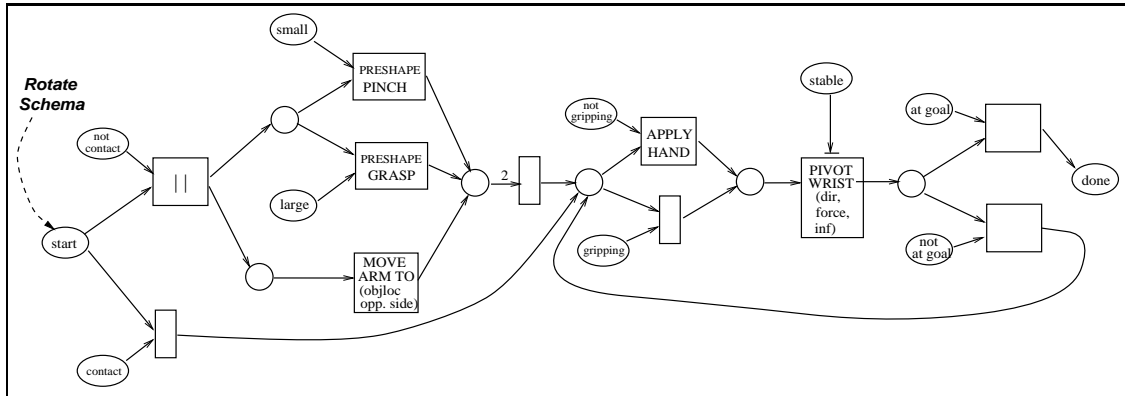 small
PRESHAPE
PINCH
Rotate
Schema
not
contact
||
PRESHAPE
GRASP
large
start
MOVE
ARM TO
(objloc
opp. side)
contact
2
not
gripping
APPLY
HAND
gripping
stable
PIVOT
WRIST
(dir,
force,
inf)
at goal
not
at goal
done